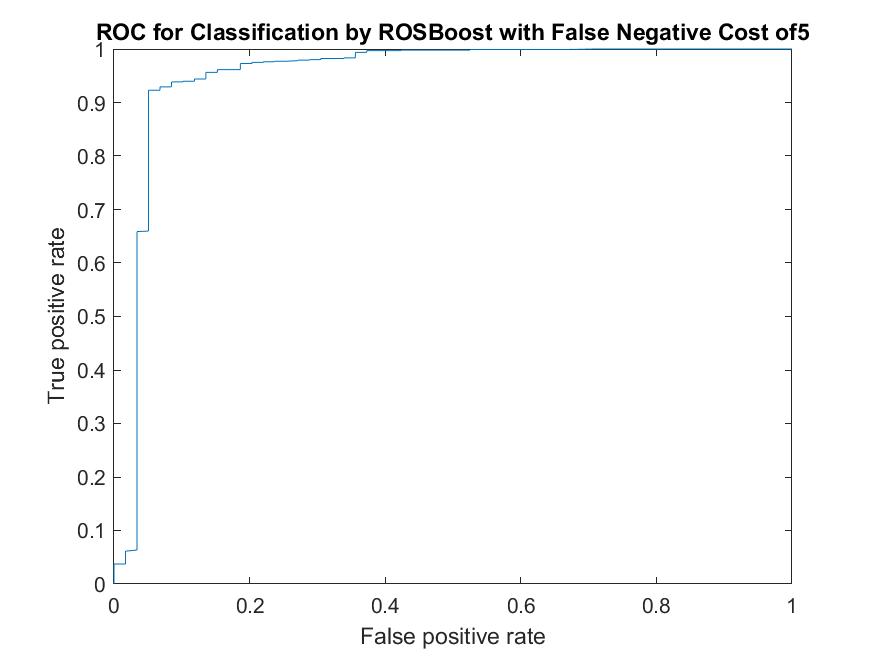 ROC for Classification by ROSBoost with False Negative Cost of5
1
0.9
0.8
0.7
0.6
0.5
0.4
0.3
0.2
0.1
0
True positive rate
0 0.2 0.4 0.6 0.8 1
False positive rate